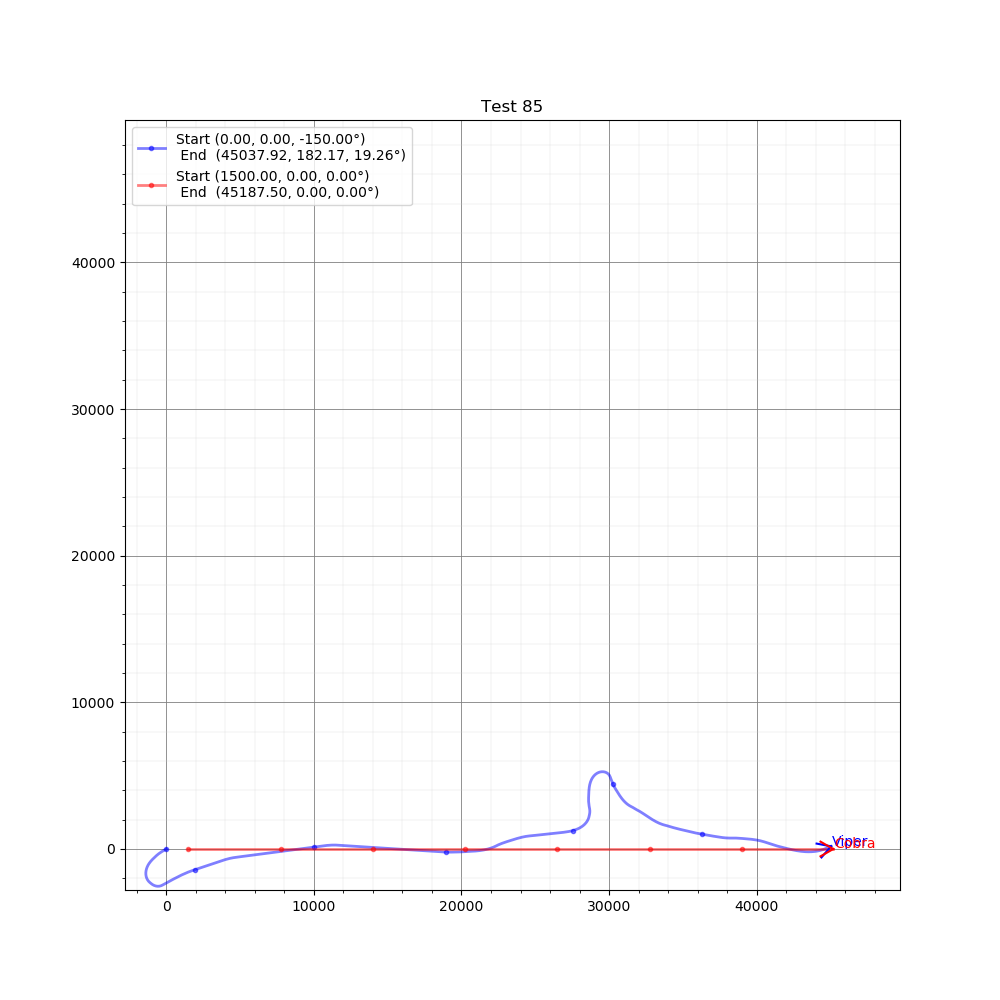 Test 85
Start (0.00, 0.00, -150.00°)
End (45037.92, 182.17, 19.26°)
Start (1500.00, 0.00, 0.00°)
End (45187.50, 0.00, 0.00°)
40000
30000
20000
10000
0
Viper
Cobra
0 10000 20000 30000 40000